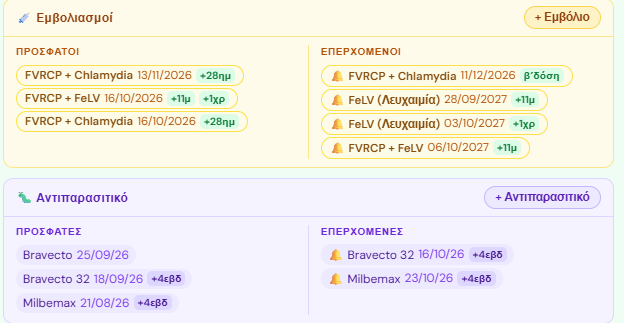 Εμβολιασμοί
+ Εμβόλιο
ΠΡΟΣΦΑΤΟΙ
FVRCP + Chlamydia 13/11/2026 +28ημ
FVRCP + FeLV 16/10/2026 +11μ +1χρ
FVRCP + Chlamydia 16/10/2026 +28ημ
ΕΠΕΡΧΟΜΕΝΟΙ
FVRCP + Chlamydia 11/12/2026 β΄δόση
FeLV (Λευχαιμία) 28/09/2027 +11μ
FeLV (Λευχαιμία) 03/10/2027 +1χρ
FVRCP + FeLV 06/10/2027 +11μ
Αντιπαρασιτικό
+ Αντιπαρασιτικό
ΠΡΟΣΦΑΤΕΣ
Bravecto 25/09/26
Bravecto 32 18/09/26 +4εβδ
Milbemax 21/08/26 +4εβδ
ΕΠΕΡΧΟΜΕΝΕΣ
Bravecto 32 16/10/26 +4εβδ
Milbemax 23/10/26 +4εβδ